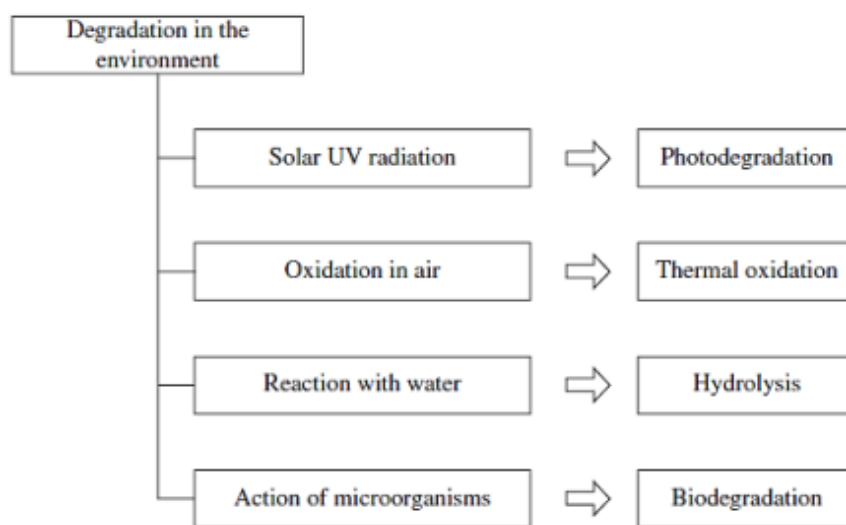 Degradation in the
environment
Solar UV radiation
Photodegradation
Oxidation in air
Thermal oxidation
Reaction with water
Hydrolysis
Action of microorganisms
Biodegradation